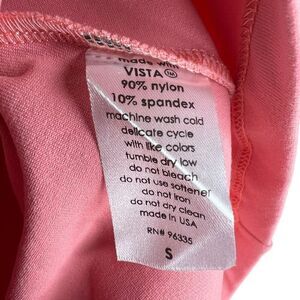 made with
VISTA™
90% nylon
10% spandex
machine wash cold
delicate cycle
with like colors
tumble dry low
do not bleach
do not use softener
do not iron
do not dry clean
made in USA
RN# 96335
S